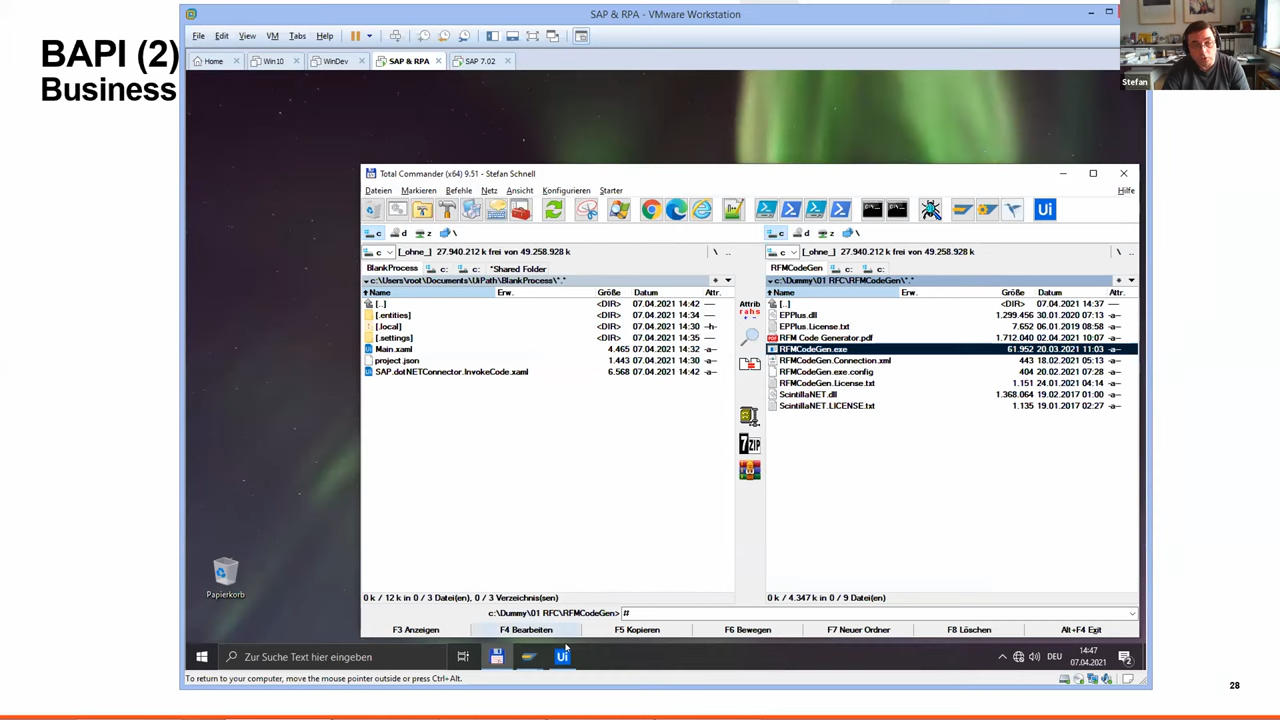 BAPI (2)
Business
SAP & RPA - VMware Workstation
File Edit View VM Tabs Help
Home Win10 WinDev SAP & RPA SAP 7.02
Stefan
Total Commander (x64) 9.51 - Stefan Schnell
Dateien Markieren Befehle Netz Ansicht Konfigurieren Starter Hilfe
Ui
c d z \
c d z \
c [_ohne_] 27.940.212 k frei von 49.258.928 k \ ..
c [_ohne_] 27.940.212 k frei von 49.258.928 k \ ..
BlankProcess c: c: *Shared Folder
RFMCodeGen c: c:
c:\Users\root\Documents\UiPath\BlankProcess\*.*
c:\Dummy\01 RFC\RFMCodeGen\*.*
Name Erw. Größe Datum Attr.
[..] <DIR> 07.04.2021 14:42 ----
[.entities] <DIR> 07.04.2021 14:34 ----
[.local] <DIR> 07.04.2021 14:30 -h--
[.settings] <DIR> 07.04.2021 14:35 ----
Main.xaml 4.465 07.04.2021 14:32 -a--
project.json 1.443 07.04.2021 14:30 -a--
SAP.dotNETConnector.InvokeCode.xaml 6.568 07.04.2021 14:42 -a--
Attrib
rahs
7ZIP
Name Erw. Größe Datum Attr.
[..] <DIR> 07.04.2021 14:37 ----
EPPlus.dll 1.299.456 30.01.2020 07:13 -a--
EPPlus.License.txt 7.652 06.01.2019 08:58 -a--
RFM Code Generator.pdf 1.712.040 02.04.2021 10:07 -a--
RFMCodeGen.exe 61.952 20.03.2021 11:03 -a--
RFMCodeGen.Connection.xml 443 18.02.2021 05:13 -a--
RFMCodeGen.exe.config 404 20.02.2021 07:28 -a--
RFMCodeGen.License.txt 1.151 24.01.2021 04:14 -a--
ScintillaNET.dll 1.368.064 19.02.2017 01:00 -a--
ScintillaNET.LICENSE.txt 1.135 19.01.2017 02:27 -a--
0 k / 12 k in 0 / 3 Datei(en), 0 / 3 Verzeichnis(sen)
0 k / 4.347 k in 0 / 9 Datei(en)
c:\Dummy\01 RFC\RFMCodeGen> #
F3 Anzeigen F4 Bearbeiten F5 Kopieren F6 Bewegen F7 Neuer Ordner F8 Löschen Alt+F4 Exit
Papierkorb
Zur Suche Text hier eingeben
Ui
DEU
14:47
07.04.2021
2
To return to your computer, move the mouse pointer outside or press Ctrl+Alt.
28